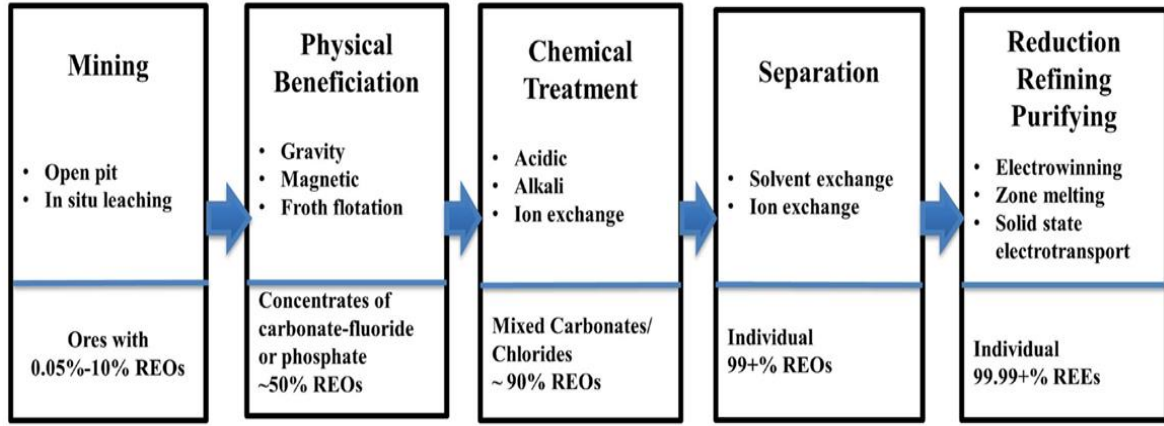 Mining
• Open pit
• In situ leaching
Ores with
0.05%-10% REOs
Physical
Beneficiation
• Gravity
• Magnetic
• Froth flotation
Concentrates of
carbonate-fluoride
or phosphate
~50% REOs
Chemical
Treatment
• Acidic
• Alkali
• Ion exchange
Mixed Carbonates/
Chlorides
~ 90% REOs
Separation
• Solvent exchange
• Ion exchange
Individual
99+% REOs
Reduction
Refining
Purifying
• Electrowinning
• Zone melting
• Solid state
electrotransport
Individual
99.99+% REEs